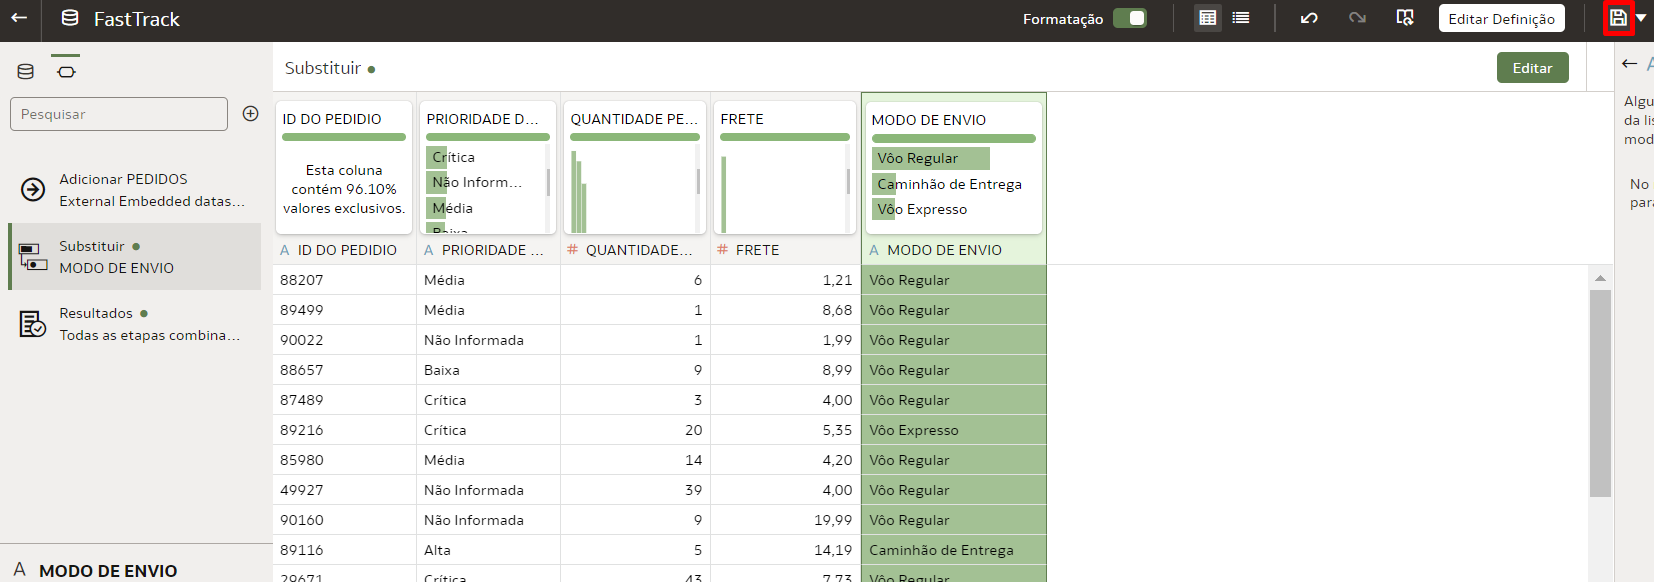 FastTrack
Formatação
Editar Definição
Pesquisar
Adicionar PEDIDOS
External Embedded datas...
Substituir
MODO DE ENVIO
Resultados
Todas as etapas combina...
A MODO DE ENVIO
Substituir
Editar
ID DO PEDIDIO
Esta coluna
contém 96.10%
valores exclusivos.
PRIORIDADE D...
Crítica
Não Inform...
Média
Baixa
QUANTIDADE PE...
FRETE
MODO DE ENVIO
Vôo Regular
Caminhão de Entrega
Vôo Expresso
A ID DO PEDIDIO A PRIORIDADE ... # QUANTIDADE... # FRETE A MODO DE ENVIO
88207 Média 6 1,21 Vôo Regular
89499 Média 1 8,68 Vôo Regular
90022 Não Informada 1 1,99 Vôo Regular
88657 Baixa 9 8,99 Vôo Regular
87489 Crítica 3 4,00 Vôo Regular
89216 Crítica 20 5,35 Vôo Expresso
85980 Média 14 4,20 Vôo Regular
49927 Não Informada 39 4,00 Vôo Regular
90160 Não Informada 9 19,99 Vôo Regular
89116 Alta 5 14,19 Caminhão de Entrega
29671 Crítica 43 7,73 Vôo Regular
A
Algu
da lis
mod
No
para